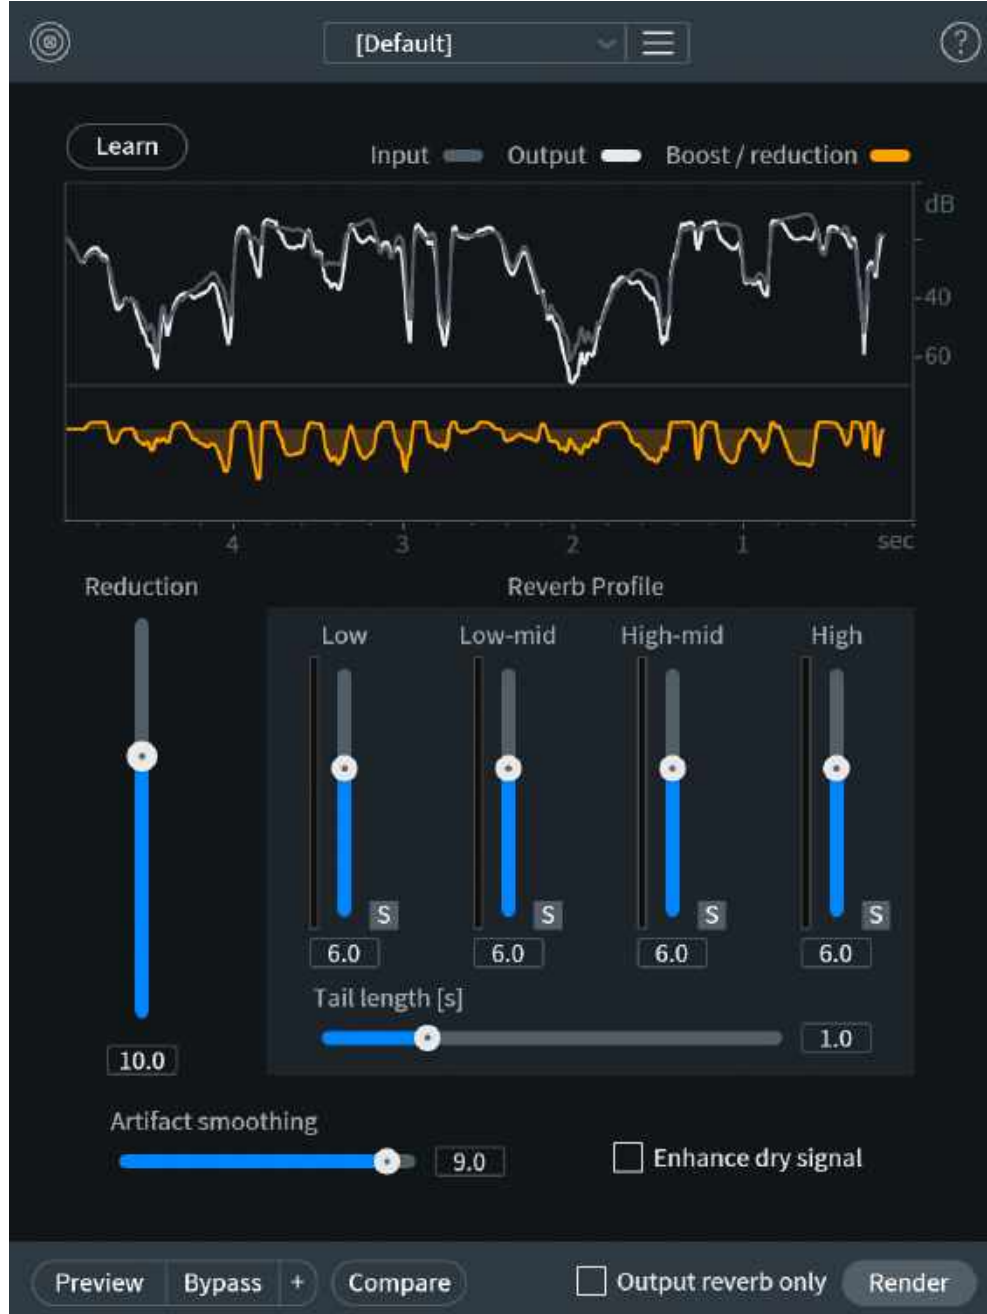 [Default]
?
Learn
Input Output Boost / reduction
dB
-40
-60
4 3 2 1 sec
Reduction Reverb Profile
Low Low-mid High-mid High
S S S S
6.0 6.0 6.0 6.0
Tail length [s]
1.0
10.0
Artifact smoothing
9.0
Enhance dry signal
Preview Bypass + Compare Output reverb only Render